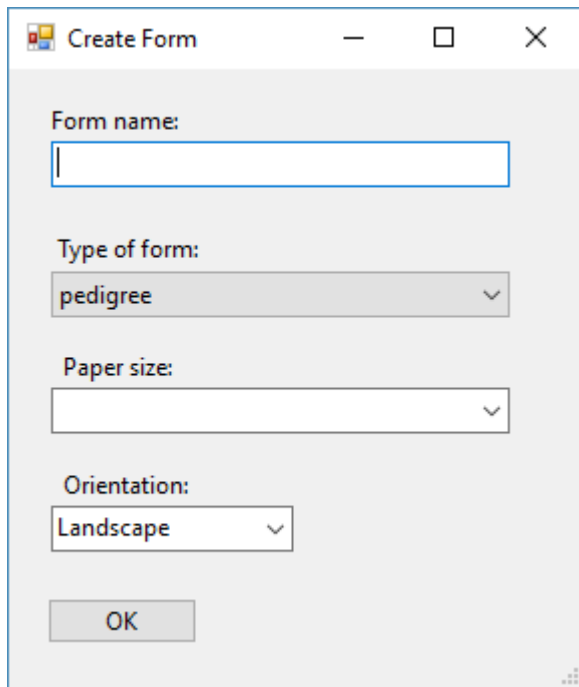 Create Form
Form name:
Type of form:
pedigree
Paper size:
Orientation:
Landscape
OK